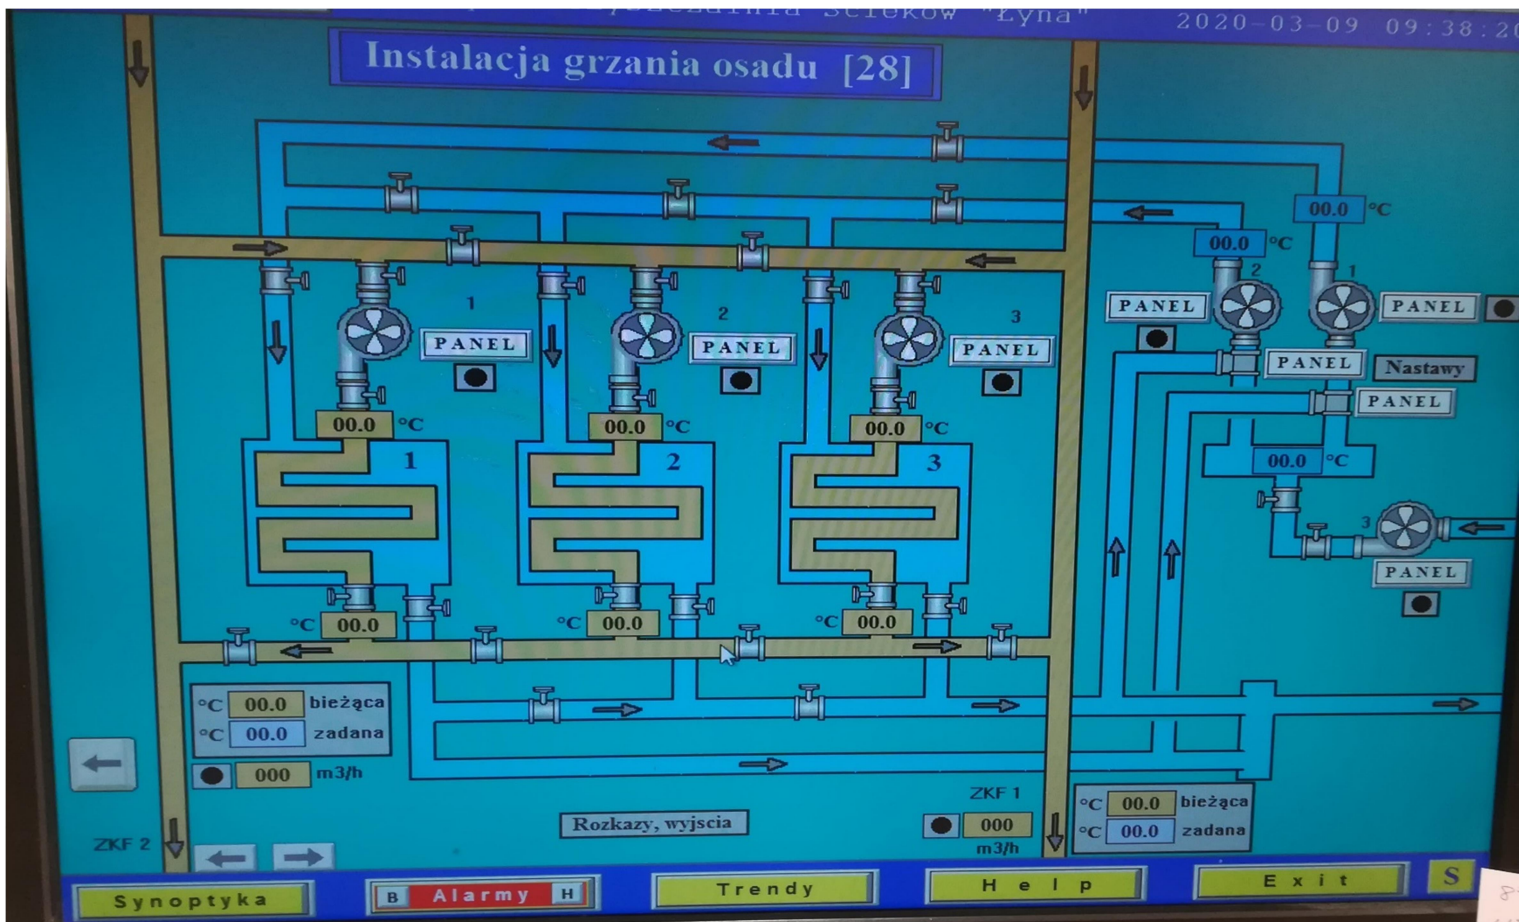 Ścieków "Łyna"
2020-03-09 09:38:20
Instalacja grzania osadu [28]
00.0 °C
00.0 °C
2
1
PANEL
PANEL
1
PANEL
2
PANEL
3
PANEL
PANEL
Nastawy
PANEL
00.0 °C
00.0 °C
00.0 °C
00.0 °C
1
2
3
3
PANEL
°C 00.0
°C 00.0
°C 00.0
°C 00.0 bieżąca
°C 00.0 zadana
000 m3/h
ZKF 1
000
m3/h
°C 00.0 bieżąca
°C 00.0 zadana
Rozkazy, wyjscia
ZKF 2
Synoptyka
B Alarmy H
Trendy
Help
Exit
S